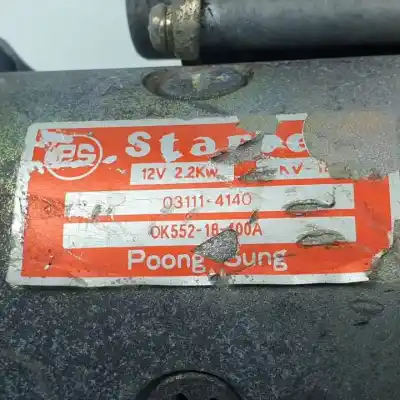 PS
12V 2.2KW
03111-4140
0K552-18-400A
Poong Sung